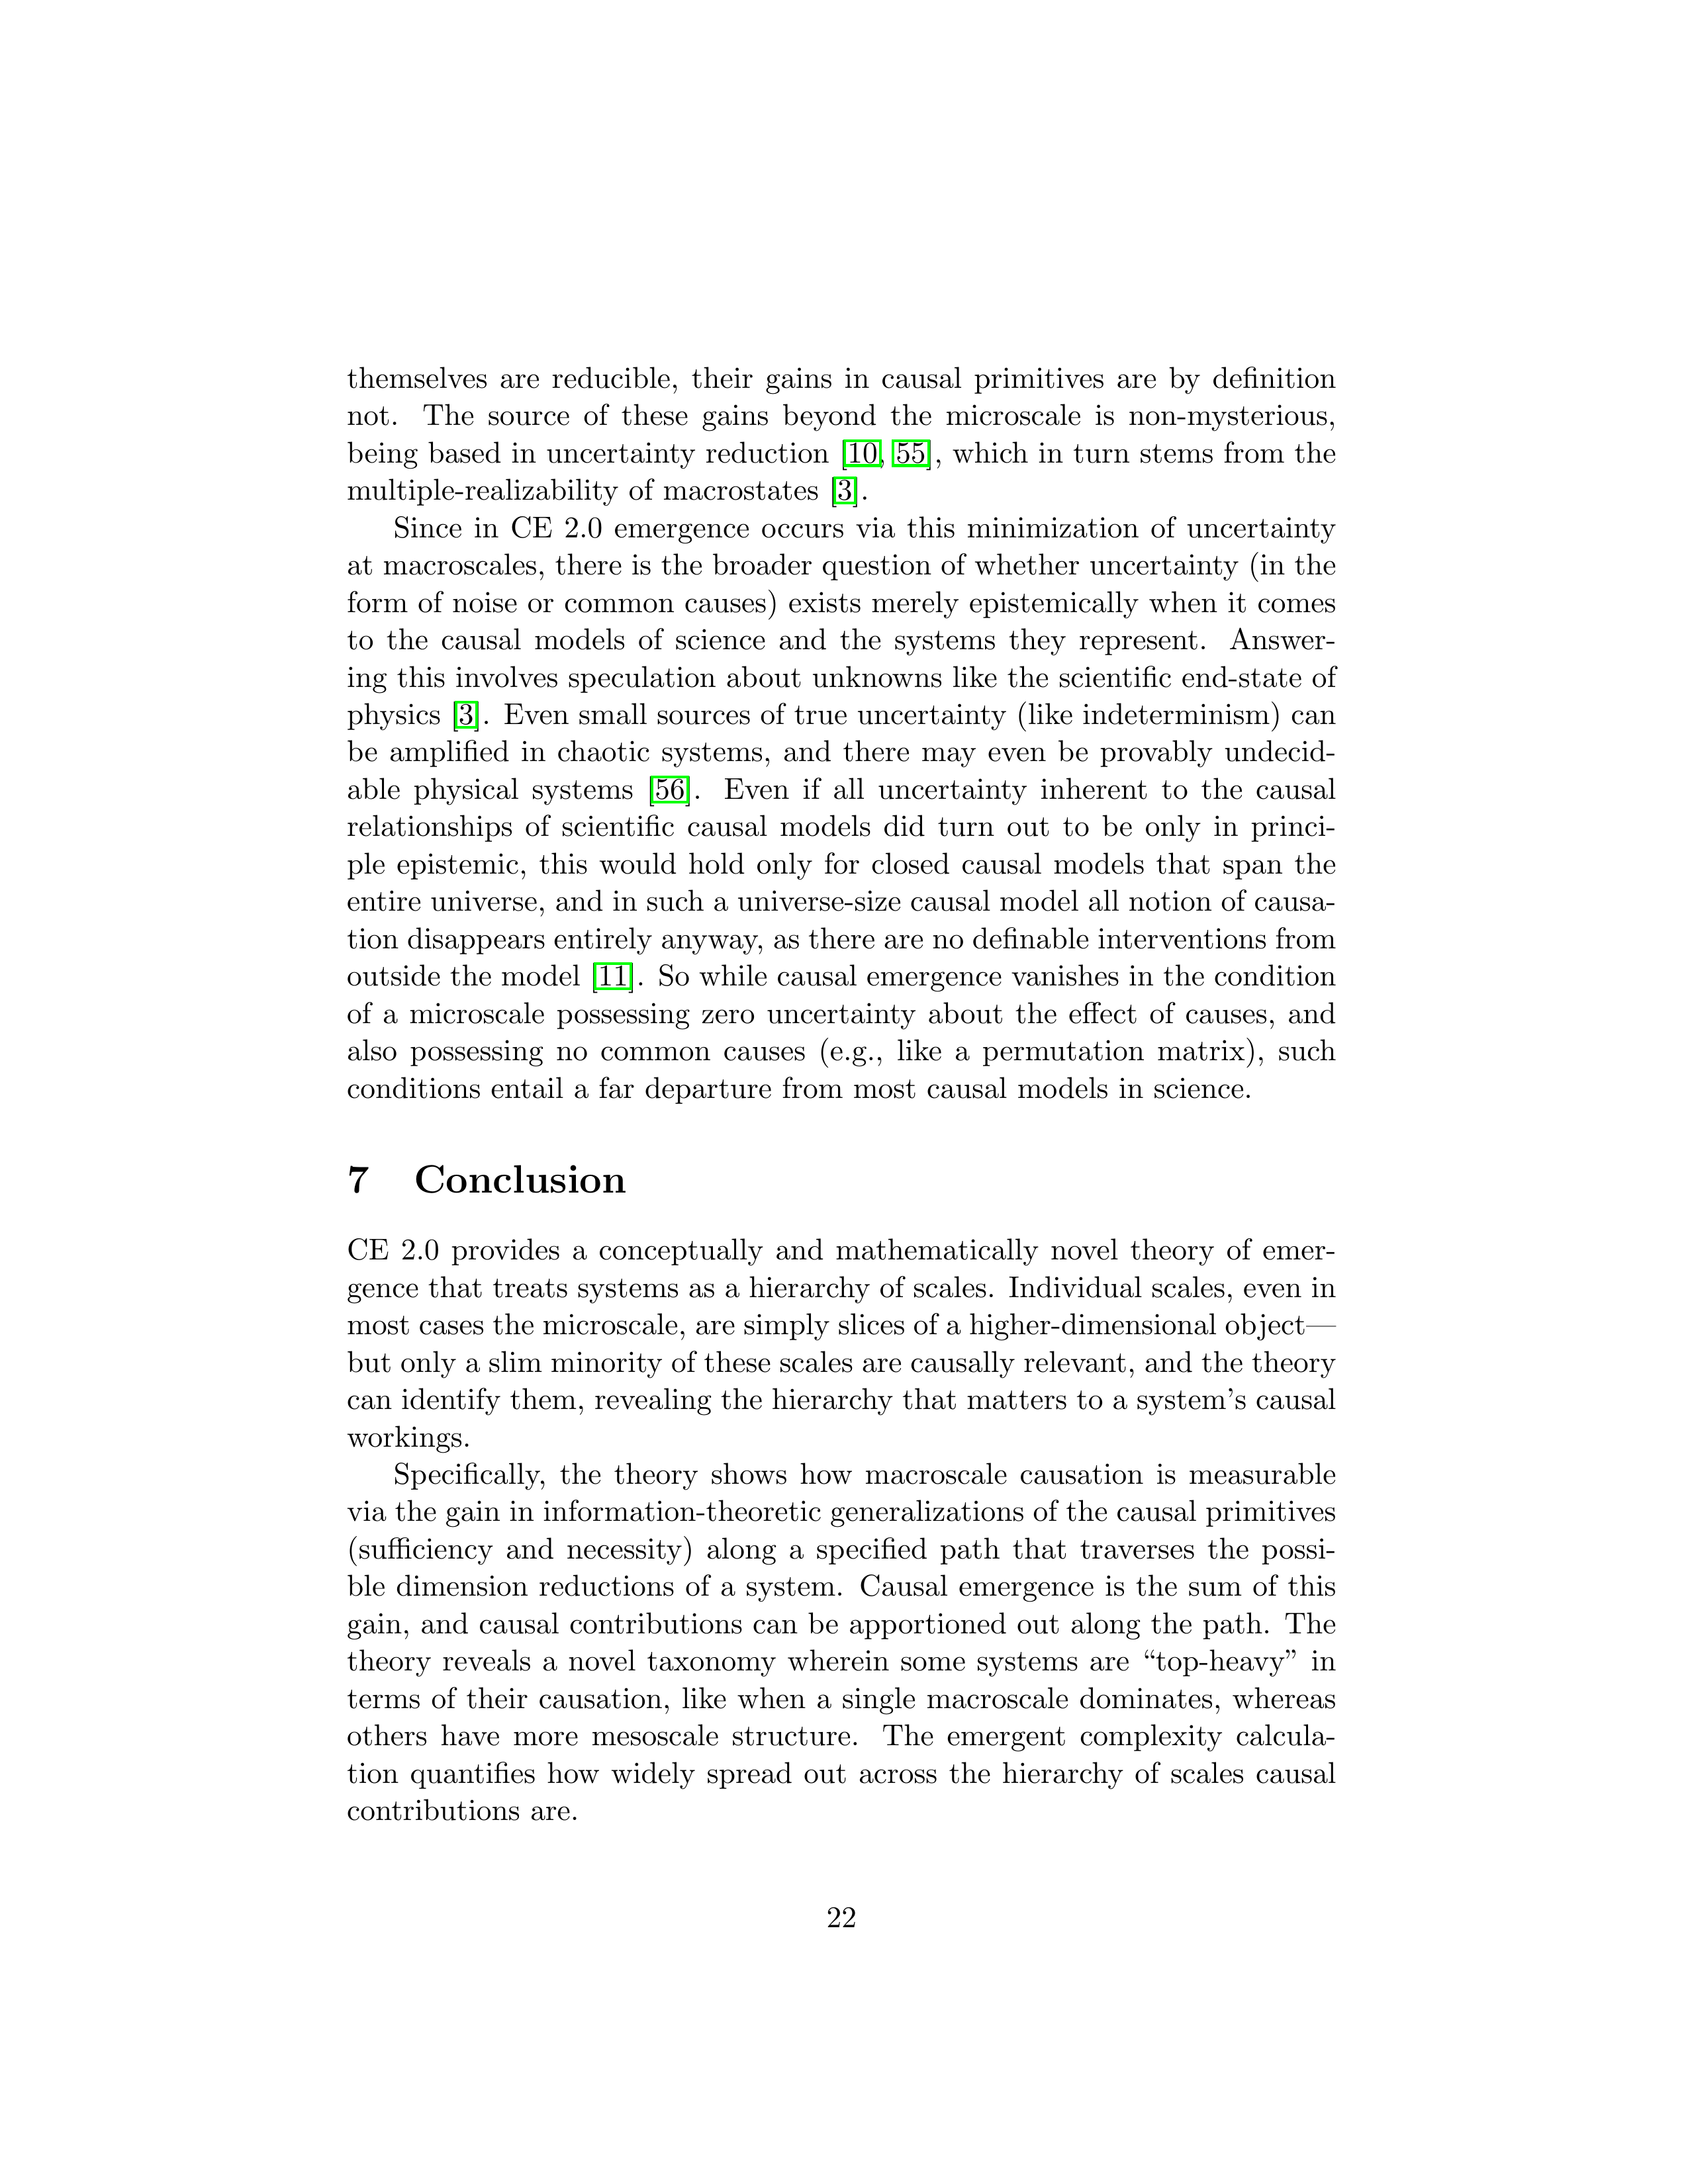 themselves are reducible, their gains in causal primitives are by definition
not. The source of these gains beyond the microscale is non-mysterious,
being based in uncertainty reduction [10, 55], which in turn stems from the
multiple-realizability of macrostates [3].
Since in CE 2.0 emergence occurs via this minimization of uncertainty
at macroscales, there is the broader question of whether uncertainty (in the
form of noise or common causes) exists merely epistemically when it comes
to the causal models of science and the systems they represent. Answer-
ing this involves speculation about unknowns like the scientific end-state of
physics [3]. Even small sources of true uncertainty (like indeterminism) can
be amplified in chaotic systems, and there may even be provably undecid-
able physical systems [56]. Even if all uncertainty inherent to the causal
relationships of scientific causal models did turn out to be only in princi-
ple epistemic, this would hold only for closed causal models that span the
entire universe, and in such a universe-size causal model all notion of causa-
tion disappears entirely anyway, as there are no definable interventions from
outside the model [11]. So while causal emergence vanishes in the condition
of a microscale possessing zero uncertainty about the effect of causes, and
also possessing no common causes (e.g., like a permutation matrix), such
conditions entail a far departure from most causal models in science.
7 Conclusion
CE 2.0 provides a conceptually and mathematically novel theory of emer-
gence that treats systems as a hierarchy of scales. Individual scales, even in
most cases the microscale, are simply slices of a higher-dimensional object—
but only a slim minority of these scales are causally relevant, and the theory
can identify them, revealing the hierarchy that matters to a system's causal
workings.
Specifically, the theory shows how macroscale causation is measurable
via the gain in information-theoretic generalizations of the causal primitives
(sufficiency and necessity) along a specified path that traverses the possi-
ble dimension reductions of a system. Causal emergence is the sum of this
gain, and causal contributions can be apportioned out along the path. The
theory reveals a novel taxonomy wherein some systems are “top-heavy” in
terms of their causation, like when a single macroscale dominates, whereas
others have more mesoscale structure. The emergent complexity calcula-
tion quantifies how widely spread out across the hierarchy of scales causal
contributions are.
22